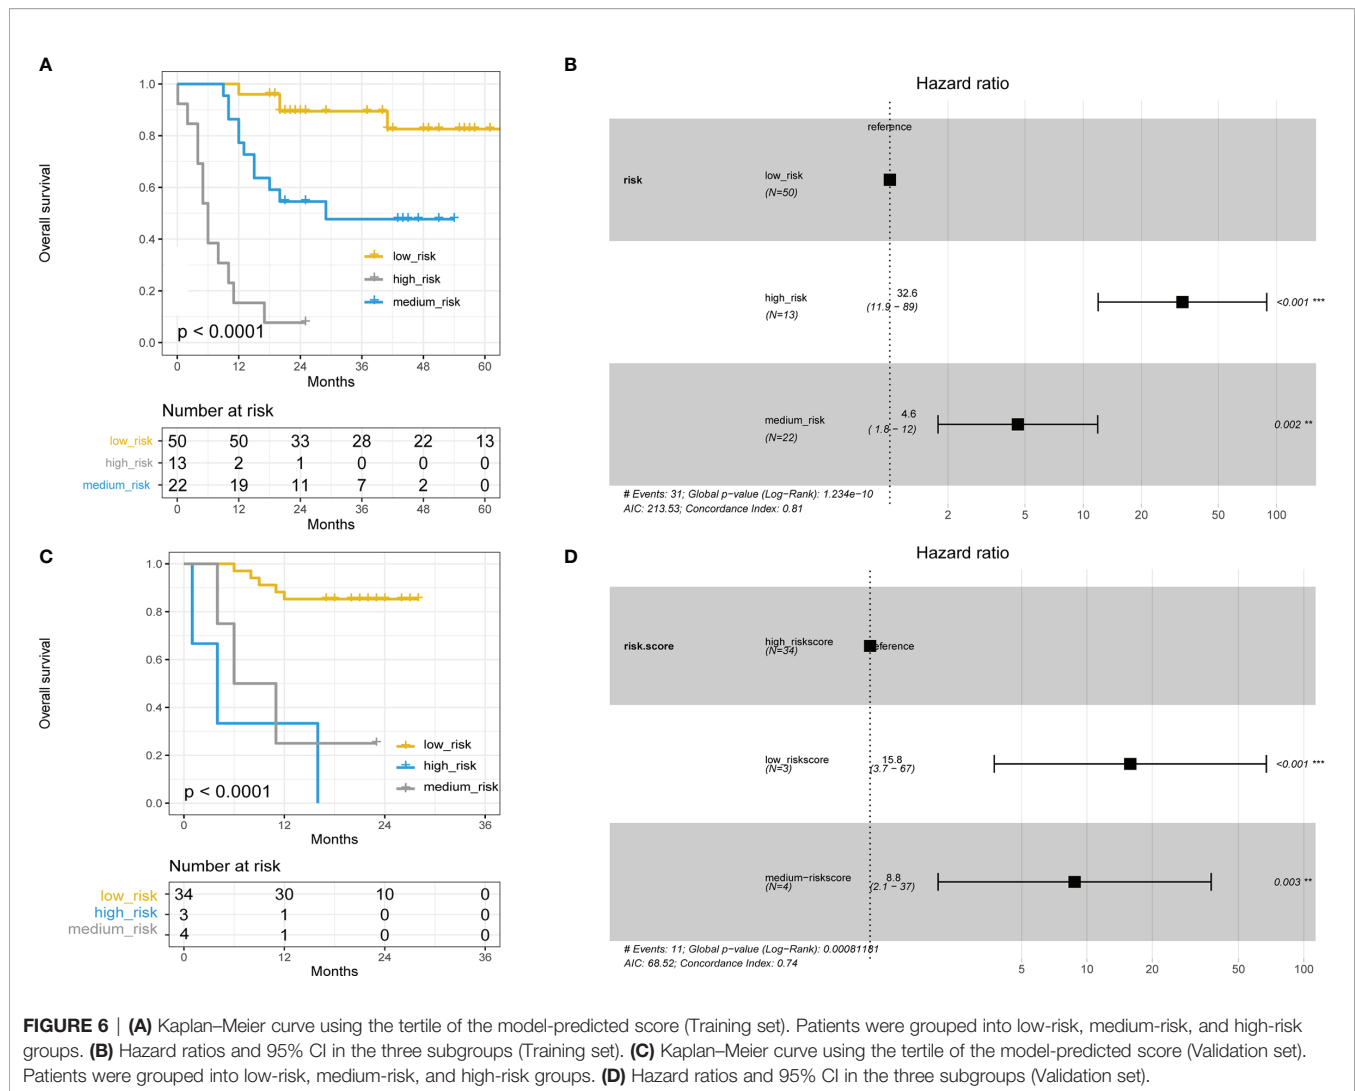 A
Overall survival
1.0
0.8
0.6
0.4
0.2
0.0
low_risk
high_risk
medium_risk
p < 0.0001
0 12 24 36 48 60
Months
Number at risk
low_risk 50 50 33 28 22 13
high_risk 13 2 1 0 0 0
medium_risk 22 19 11 7 2 0
0 12 24 36 48 60
Months
B
Hazard ratio
reference
risk low_risk
(N=50)
high_risk 32.6
(N=13) (11.9 − 89) <0.001 ***
medium_risk 4.6
(N=22) ( 1.8 − 12) 0.002 **
# Events: 31; Global p−value (Log−Rank): 1.234e−10
AIC: 213.53; Concordance Index: 0.81
2 5 10 20 50 100
C
Overall survival
1.0
0.8
0.6
0.4
0.2
0.0
low_risk
high_risk
medium_risk
p < 0.0001
0 12 24 36
Months
Number at risk
low_risk 34 30 10 0
high_risk 3 1 0 0
medium_risk 4 1 0 0
0 12 24 36
Months
D
Hazard ratio
risk.score high_riskscore reference
(N=34)
low_riskscore 15.8
(N=3) (3.7 − 67) <0.001 ***
medium−riskscore 8.8
(N=4) (2.1 − 37) 0.003 **
# Events: 11; Global p−value (Log−Rank): 0.00081181
AIC: 68.52; Concordance Index: 0.74
5 10 20 50 100
FIGURE 6 | (A) Kaplan–Meier curve using the tertile of the model-predicted score (Training set). Patients were grouped into low-risk, medium-risk, and high-risk
groups. (B) Hazard ratios and 95% CI in the three subgroups (Training set). (C) Kaplan–Meier curve using the tertile of the model-predicted score (Validation set).
Patients were grouped into low-risk, medium-risk, and high-risk groups. (D) Hazard ratios and 95% CI in the three subgroups (Validation set).